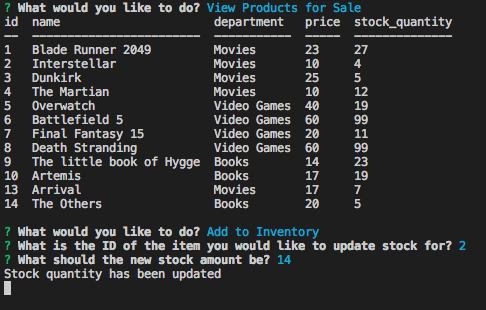 ? What would you like to do? View Products for Sale
id  name                    department   price  stock_quantity
--  ----------------------  -----------  -----  --------------
1   Blade Runner 2049       Movies       23     27
2   Interstellar            Movies       10     4
3   Dunkirk                 Movies       25     5
4   The Martian             Movies       10     12
5   Overwatch               Video Games  40     19
6   Battlefield 5           Video Games  60     99
7   Final Fantasy 15        Video Games  20     11
8   Death Stranding         Video Games  60     99
9   The little book of Hygge  Books        14     23
10  Artemis                 Books        17     19
13  Arrival                 Movies       17     7
14  The Others              Books        20     5
? What would you like to do? Add to Inventory
? What is the ID of the item you would like to update stock for? 2
? What should the new stock amount be? 14
Stock quantity has been updated